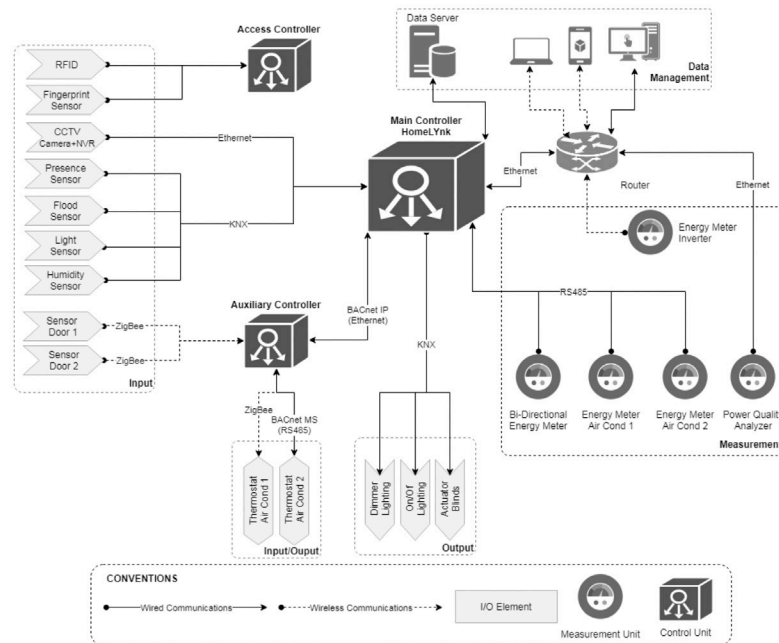 Access Controller
RFID
Fingerprint
Sensor
CCTV
Camera+NVR
Presence
Sensor
Flood
Sensor
Light
Sensor
Humidity
Sensor
Sensor
Door 1
Sensor
Door 2
Input
Ethernet
KNX
ZigBee
ZigBee
Data Server
Data
Management
Main Controller
HomeLYnk
Ethernet
Router
Ethernet
Energy Meter
Inverter
RS485
Auxiliary Controller
BACnet IP
(Ethernet)
KNX
Bi-Directional
Energy Meter
Energy Meter
Air Cond 1
Energy Meter
Air Cond 2
Power Quality
Analyzer
Measurement
ZigBee
BACnet MS
(RS485)
Thermostat
Air Cond 1
Thermostat
Air Cond 2
Input/Ouput
Dimmer
Lighting
On/Of
Lighting
Actuator
Blinds
Output
CONVENTIONS
Wired Communications
Wireless Communications
I/O Element
Measurement Unit
Control Unit